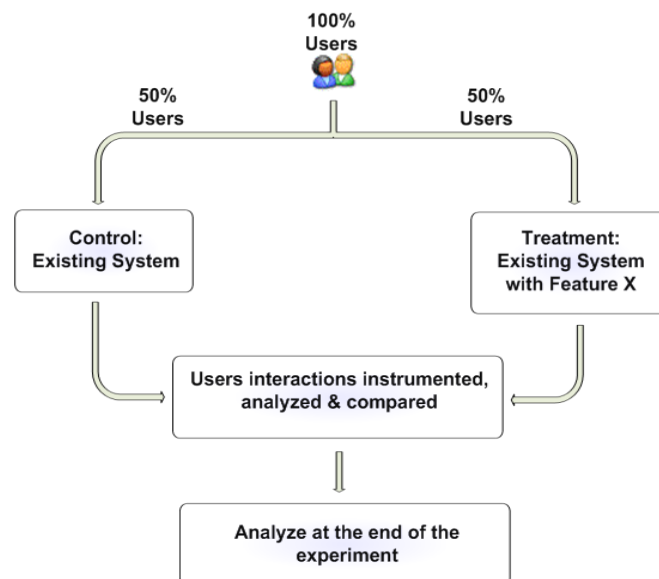 100%
Users
50%
Users
50%
Users
Control:
Existing System
Treatment:
Existing System
with Feature X
Users interactions instrumented,
analyzed & compared
Analyze at the end of the
experiment